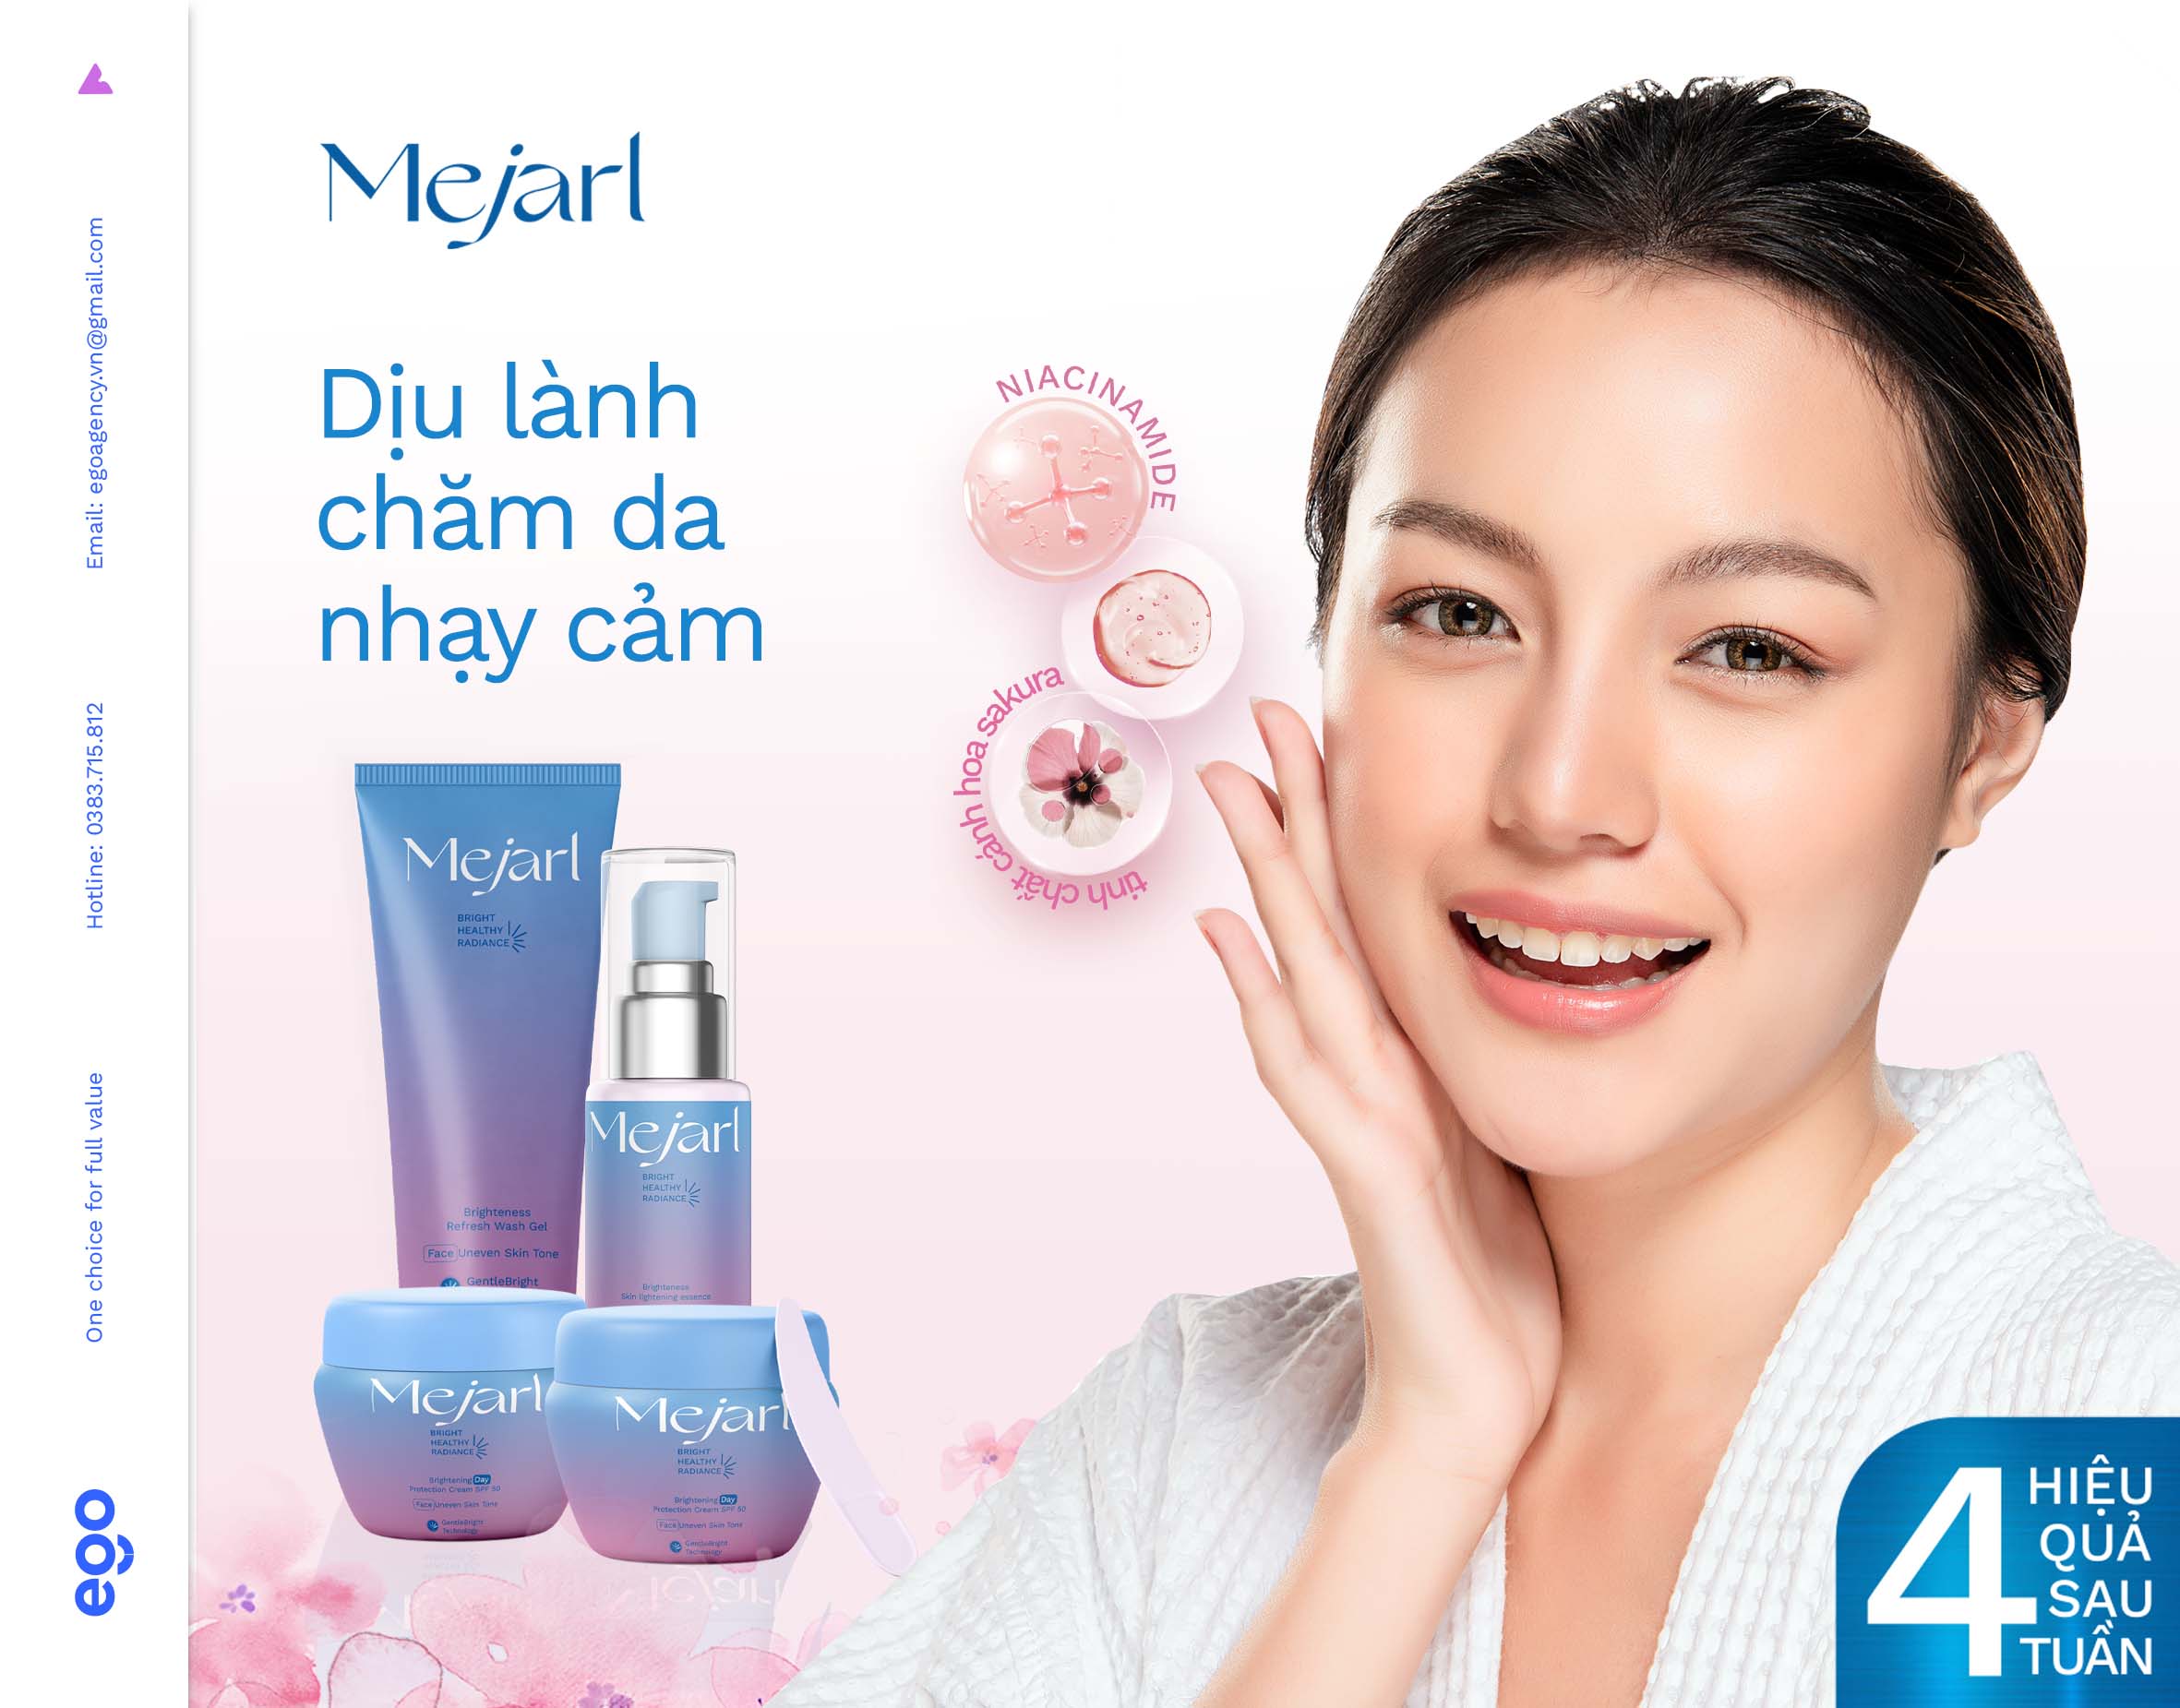 Email: egoagency.vn@gmail.com
Hotline: 0383.715.812
One choice for full value
ego
Mejarl
Dịu lành
chăm da
nhạy cảm
NIACINAMIDE
tinh chất cánh hoa sakura
Mejarl
BRIGHT
HEALTHY
RADIANCE
Brighteness
Refresh Wash Gel
Face Uneven Skin Tone
GentleBright
Mejarl
BRIGHT
HEALTHY
RADIANCE
Brighteness
Skin lightening essence
Mejarl
BRIGHT
HEALTHY
RADIANCE
Brightening Day
Protection Cream SPF 50
Face Uneven Skin Tone
GentleBright
Technology
Mejarl
BRIGHT
HEALTHY
RADIANCE
Brightening Day
Protection Cream SPF 50
Face Uneven Skin Tone
GentleBright
Technology
4
HIỆU
QUẢ
SAU
TUẦN